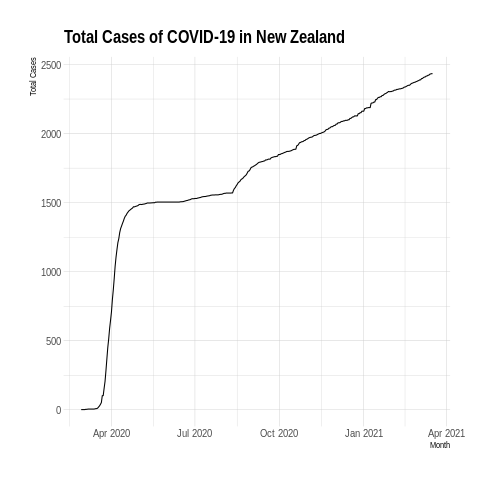 Total Cases of COVID-19 in New Zealand
Total Cases
2500
2000
1500
1000
500
0
Apr 2020 Jul 2020 Oct 2020 Jan 2021 Apr 2021
Month